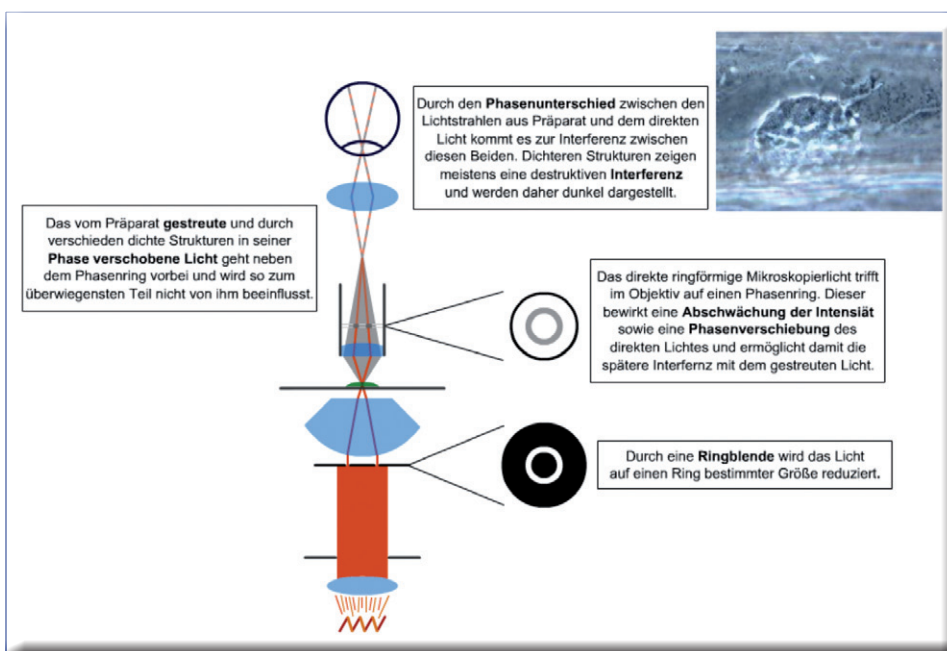 Durch den Phasenunterschied zwischen den
Lichtstrahlen aus Präparat und dem direkten
Licht kommt es zur Interferenz zwischen
diesen Beiden. Dichteren Strukturen zeigen
meistens eine destruktiven Interferenz
und werden daher dunkel dargestellt.
Das vom Präparat gestreute und durch
verschieden dichte Strukturen in seiner
Phase verschobene Licht geht neben
dem Phasenring vorbei und wird so zum
überwiegensten Teil nicht von ihm beeinflusst.
Das direkte ringförmige Mikroskopierlicht trifft
im Objektiv auf einen Phasenring. Dieser
bewirkt eine Abschwächung der Intensiät
sowie eine Phasenverschiebung des
direkten Lichtes und ermöglicht damit die
spätere Interfernz mit dem gestreuten Licht.
Durch eine Ringblende wird das Licht
auf einen Ring bestimmter Größe reduziert.